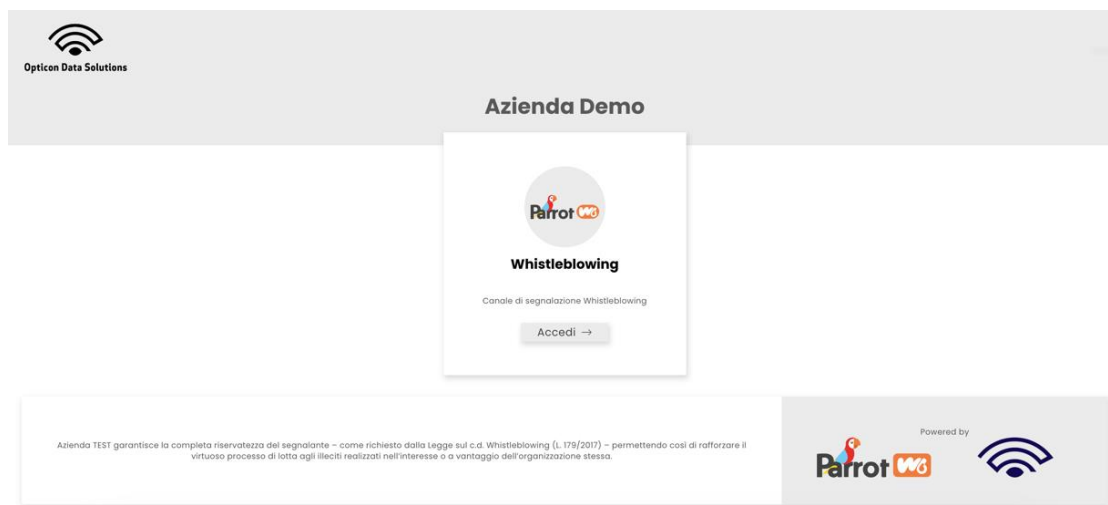 Opticon Data Solutions
Azienda Demo
Parrot WB
Whistleblowing
Canale di segnalazione Whistleblowing
Accedi →
Azienda TEST garantisce la completa riservatezza del segnalante – come richiesto dalla Legge sul c.d. Whistleblowing (L. 179/2017) – permettendo così di rafforzare il
virtuoso processo di lotta agli illeciti realizzati nell'interesse o a vantaggio dell'organizzazione stessa.
Powered by
Parrot WB